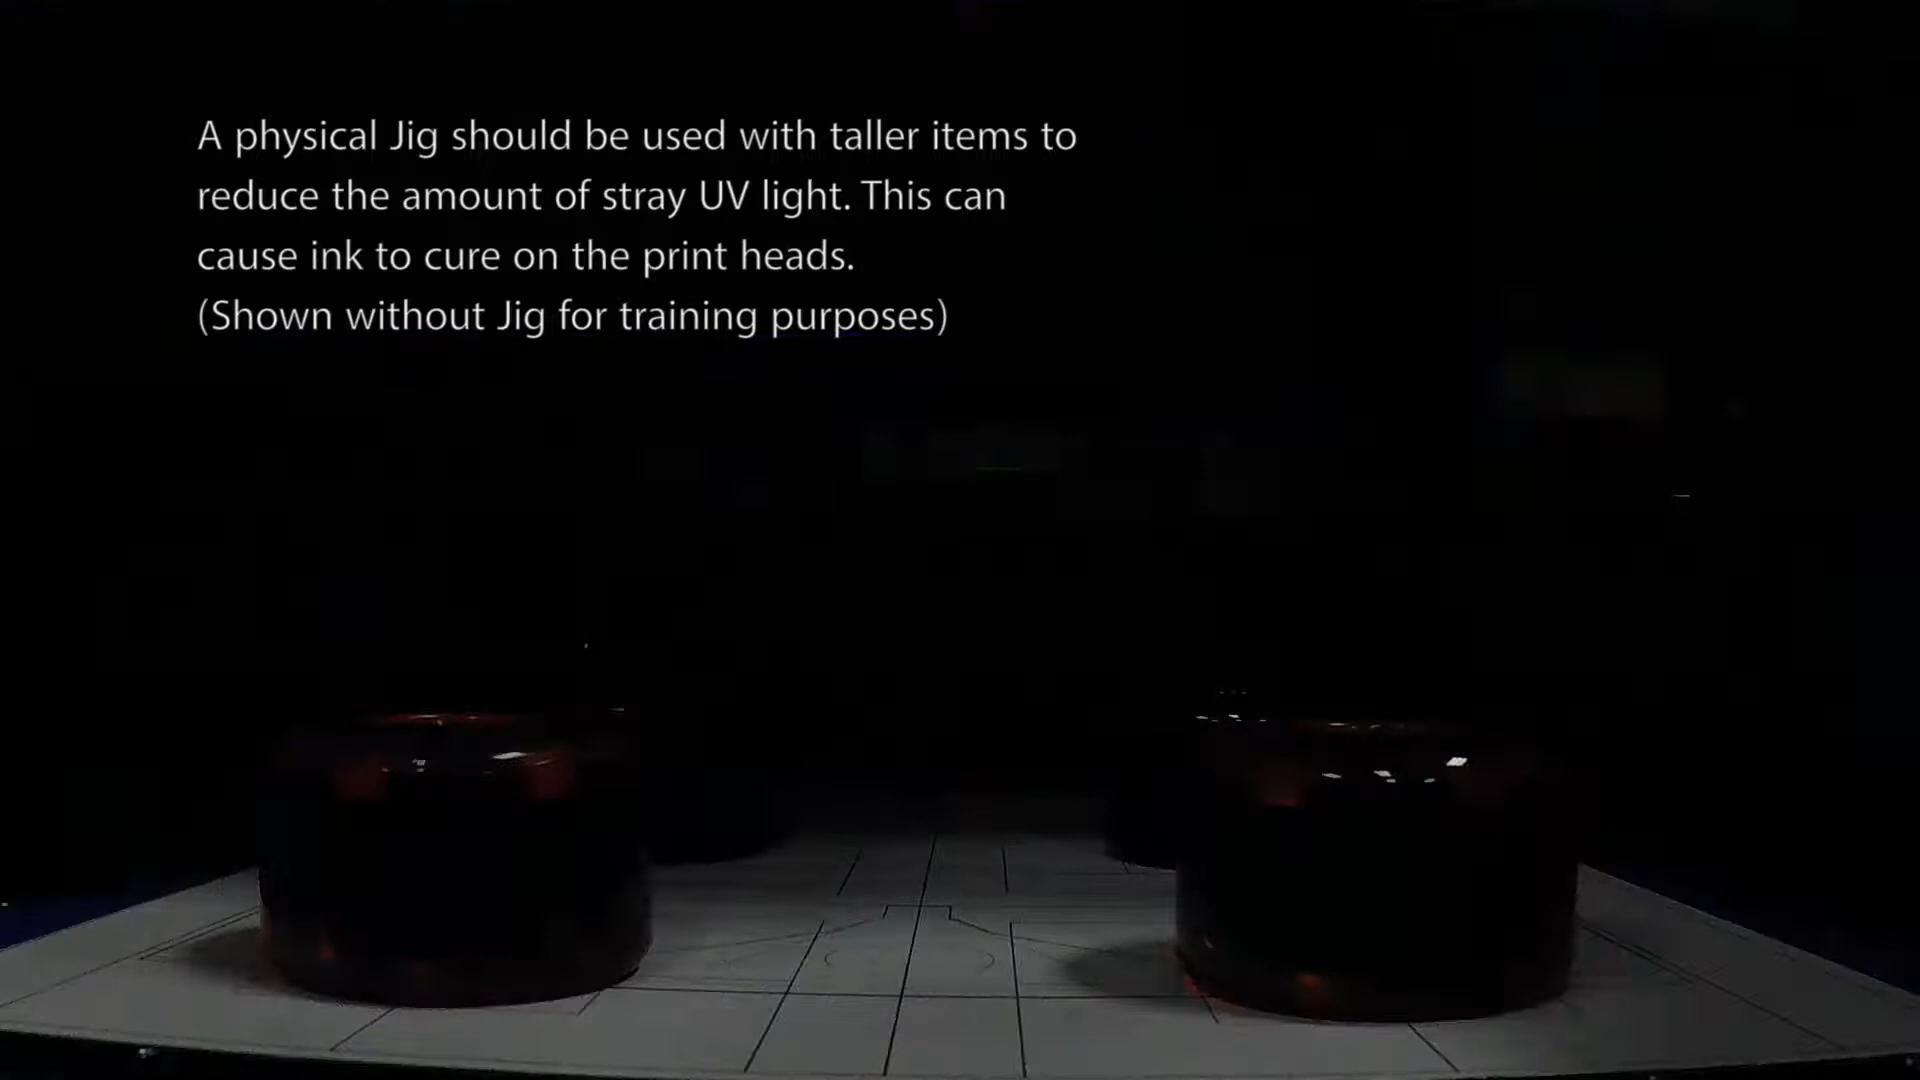 A physical Jig should be used with taller items to
reduce the amount of stray UV light. This can
cause ink to cure on the print heads.
(Shown without Jig for training purposes)